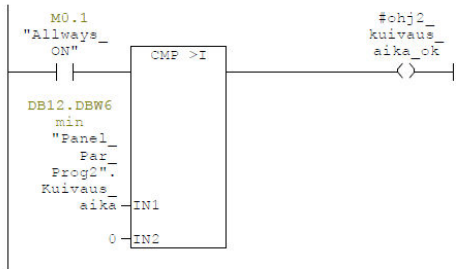 M0.1
"Allways_
ON"
CMP >I
#ohj2_
kuivaus_
aika_ok
DB12.DBW6
min
"Panel_
Par_
Prog2".
Kuivaus_
aika
IN1
0
IN2